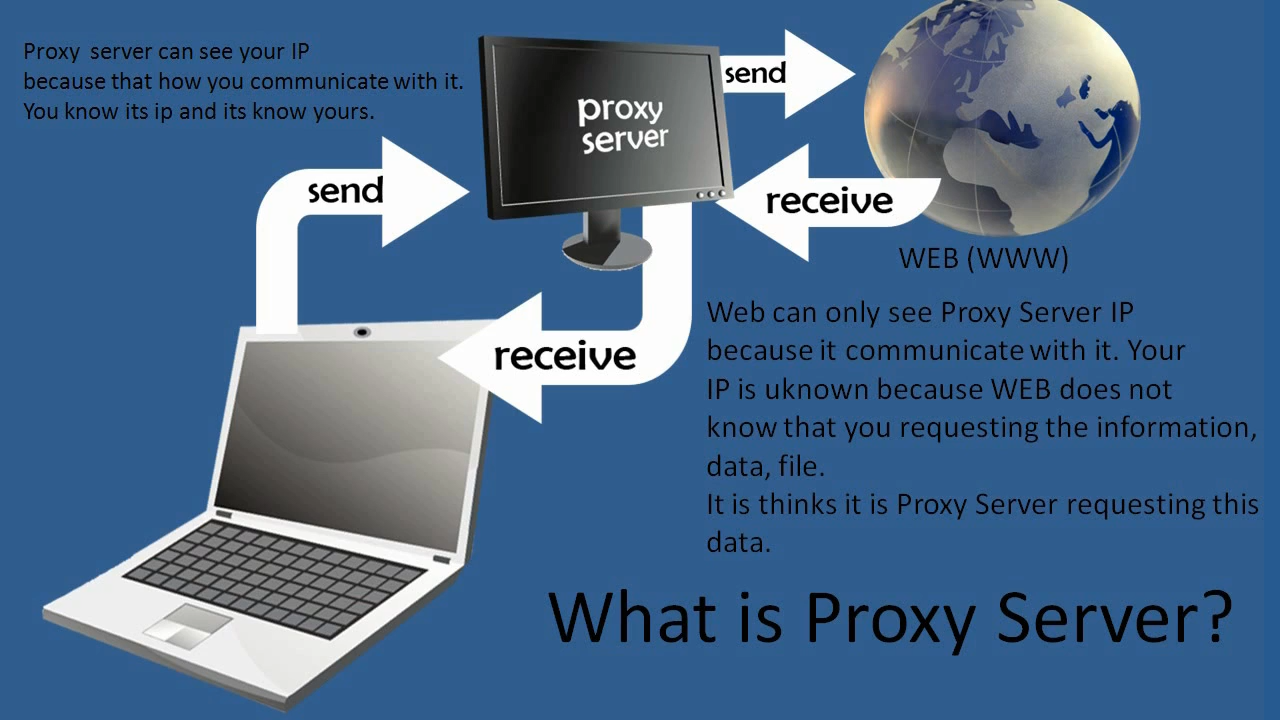 Proxy  server can see your IP
because that how you communicate with it.
You know its ip and its know yours.
proxy
server
send
send
receive
receive
WEB (WWW)
Web can only see Proxy Server IP
because it communicate with it. Your
IP is uknown because WEB does not
know that you requesting the information,
data, file.
It is thinks it is Proxy Server requesting this
data.
What is Proxy Server?